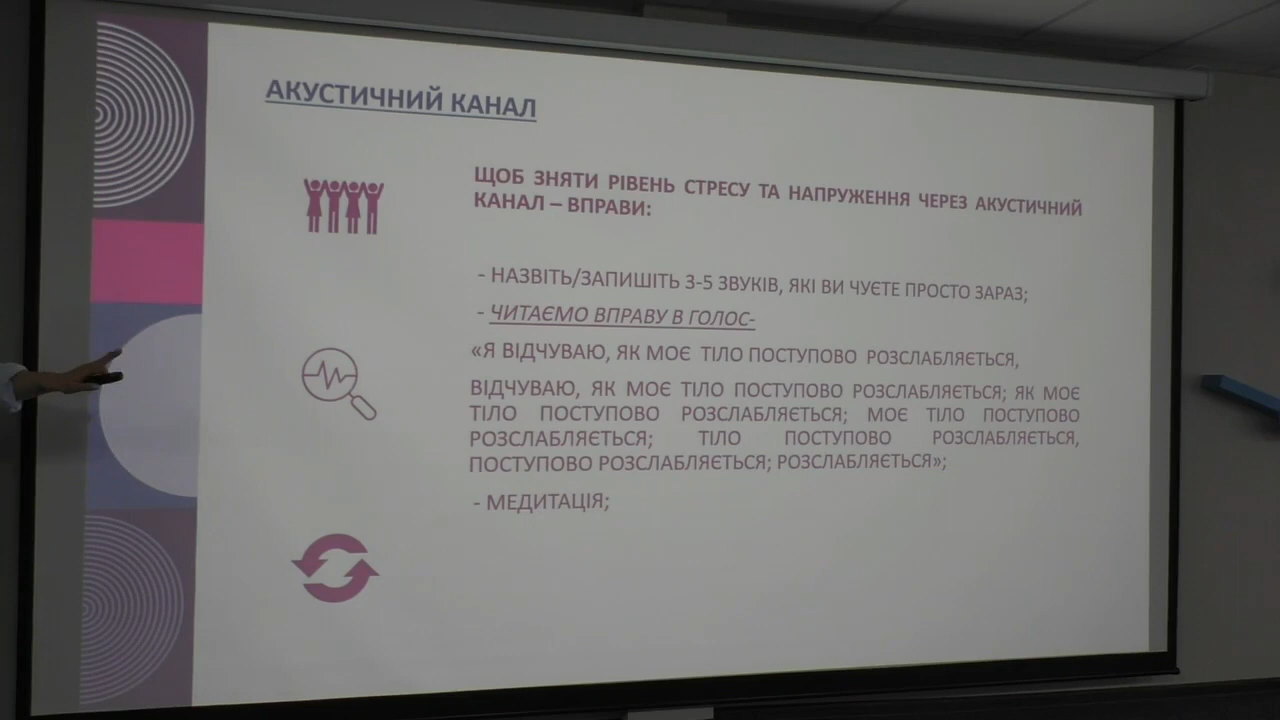 АКУСТИЧНИЙ КАНАЛ
ЩОБ ЗНЯТИ РІВЕНЬ СТРЕСУ ТА НАПРУЖЕННЯ ЧЕРЕЗ АКУСТИЧНИЙ
КАНАЛ – ВПРАВИ:
- НАЗВІТЬ/ЗАПИШІТЬ 3-5 ЗВУКІВ, ЯКІ ВИ ЧУЄТЕ ПРОСТО ЗАРАЗ;
- ЧИТАЄМО ВПРАВУ В ГОЛОС-
«Я ВІДЧУВАЮ, ЯК МОЄ ТІЛО ПОСТУПОВО РОЗСЛАБЛЯЄТЬСЯ,
ВІДЧУВАЮ, ЯК МОЄ ТІЛО ПОСТУПОВО РОЗСЛАБЛЯЄТЬСЯ; ЯК МОЄ
ТІЛО ПОСТУПОВО РОЗСЛАБЛЯЄТЬСЯ; МОЄ ТІЛО ПОСТУПОВО
РОЗСЛАБЛЯЄТЬСЯ; ТІЛО ПОСТУПОВО РОЗСЛАБЛЯЄТЬСЯ,
ПОСТУПОВО РОЗСЛАБЛЯЄТЬСЯ; РОЗСЛАБЛЯЄТЬСЯ»;
- МЕДИТАЦІЯ;